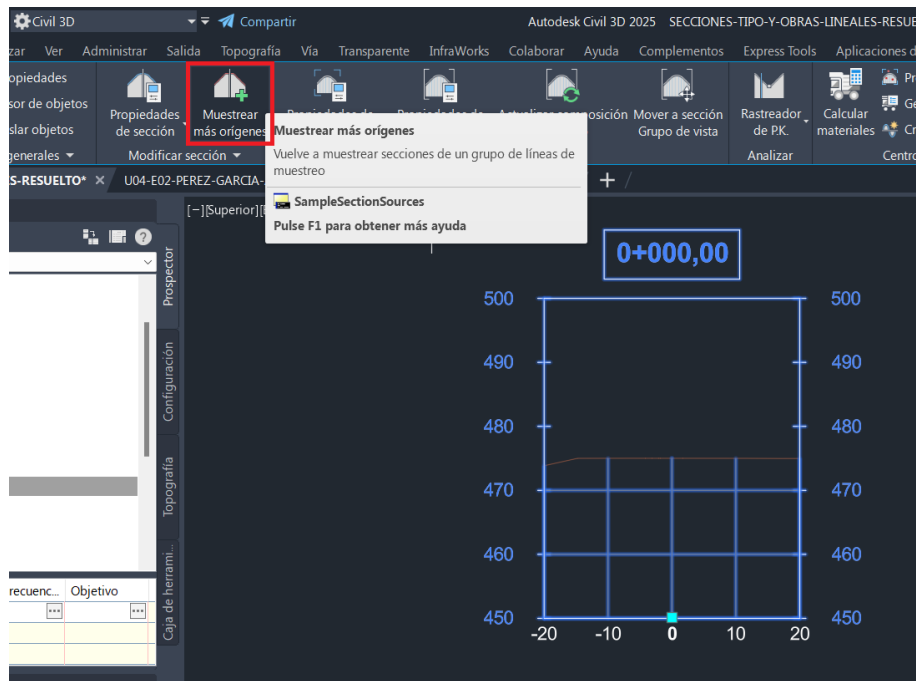 Civil 3D
Compartir
Autodesk Civil 3D 2025 SECCIONES-TIPO-Y-OBRAS-LINEALES-RESUE
zar Ver Administrar Salida Topografía Vía Transparente InfraWorks Colaborar Ayuda Complementos Express Tools Aplicaciones d
opiedades
sor de objetos
slar objetos
generales
Propiedades
de sección
Modificar sección
Muestrear
más orígenes
osición
Mover a sección
Grupo de vista
Rastreador
de P.K.
Analizar
Calcular
materiales
Pr
Ge
Cr
Centro
S-RESUELTO* × U04-E02-PEREZ-GARCIA-
+
Muestrear más orígenes
Vuelve a muestrear secciones de un grupo de líneas de
muestreo
SampleSectionSources
Pulse F1 para obtener más ayuda
[−][Superior][
Prospector
Configuración
Topografía
Caja de herrami...
recuenc... Objetivo
0+000,00
500 500
490 490
480 480
470 470
460 460
450 450
-20 -10 0 10 20